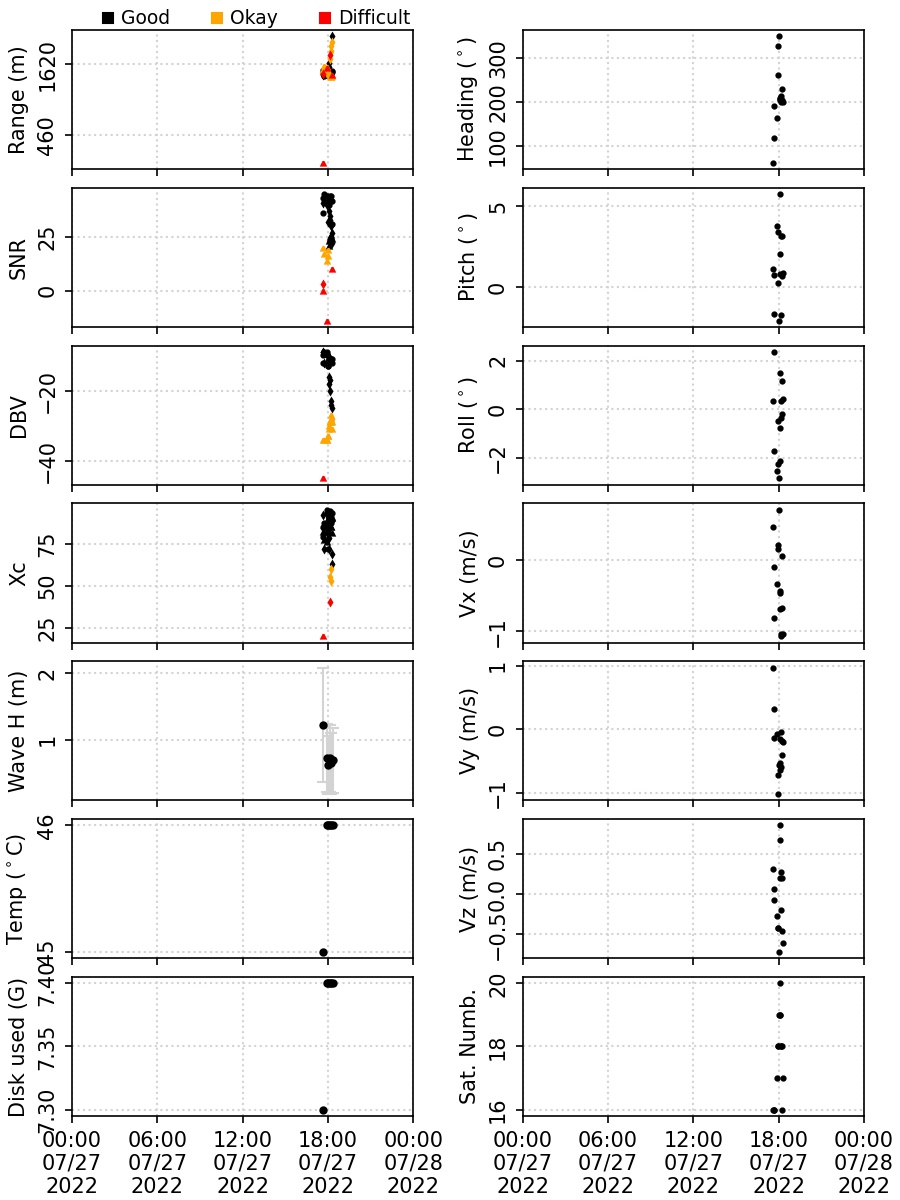 Good Okay Difficult
Range (m) 1620 460
Heading (°) 300 200 100
SNR 25 0
Pitch (°) 5 0
DBV −20 −40
Roll (°) 2 0 −2
Xc 75 50 25
Vx (m/s) 0 −1
Wave H (m) 2 1
Vy (m/s) 1 0 −1
Temp (°C) 46 45
Vz (m/s) 0.5 0.0 −0.5
Disk used (G) 7.40 7.35 7.30
Sat. Numb. 20 18 16
00:00 06:00 12:00 18:00 00:00 00:00 06:00 12:00 18:00 00:00
07/27 07/27 07/27 07/27 07/28 07/27 07/27 07/27 07/27 07/28
2022 2022 2022 2022 2022 2022 2022 2022 2022 2022